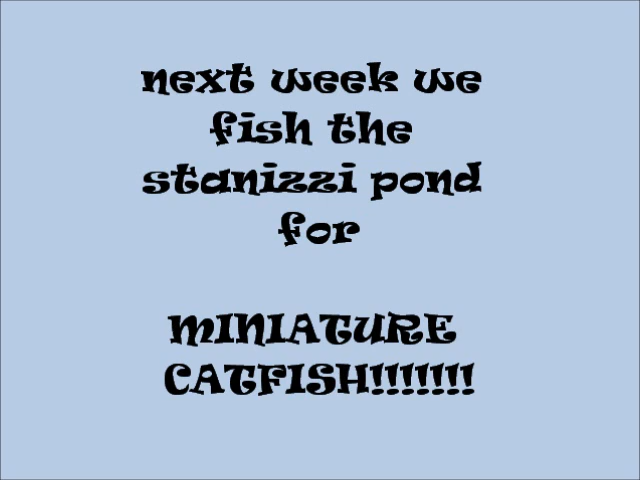 next week we
fish the
stanizzi pond
for
MINIATURE
CATFISH!!!!!!!